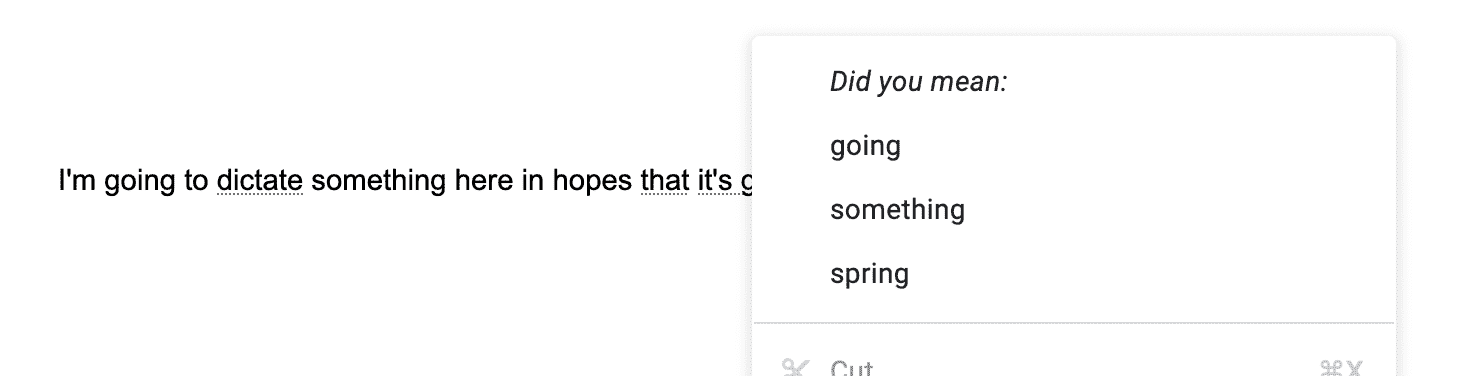 Did you mean:
going
I'm going to dictate something here in hopes that it's
something
spring
Cut ⌘X